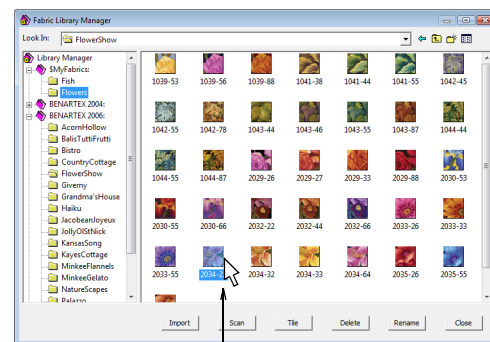 Fabric Library Manager
Look In: FlowerShow
Library Manager
$MyFabrics:
Fish
Flowers
BENARTEX 2004:
BENARTEX 2006:
AcornHollow
BalisTuttiFrutti
Bistro
CountryCottage
FlowerShow
Giverny
Grandma'sHouse
Haiku
JacobeanJoyeux
JollyOlStNick
KansasSong
KayesCottage
MinkeeFlannels
MinkeeGelato
NatureScapes
Palazzo
1039-53 1039-56 1039-88 1041-38 1041-44 1041-55 1042-45
1042-55 1042-78 1043-44 1043-46 1043-55 1043-87 1044-44
1044-55 1044-87 2029-26 2029-27 2029-33 2029-88 2030-53
2030-55 2030-66 2032-22 2032-44 2032-66 2033-26 2033-33
2033-55 2034-32 2034-33 2034-64 2035-26 2035-55
Import Scan Tile Delete Rename Close